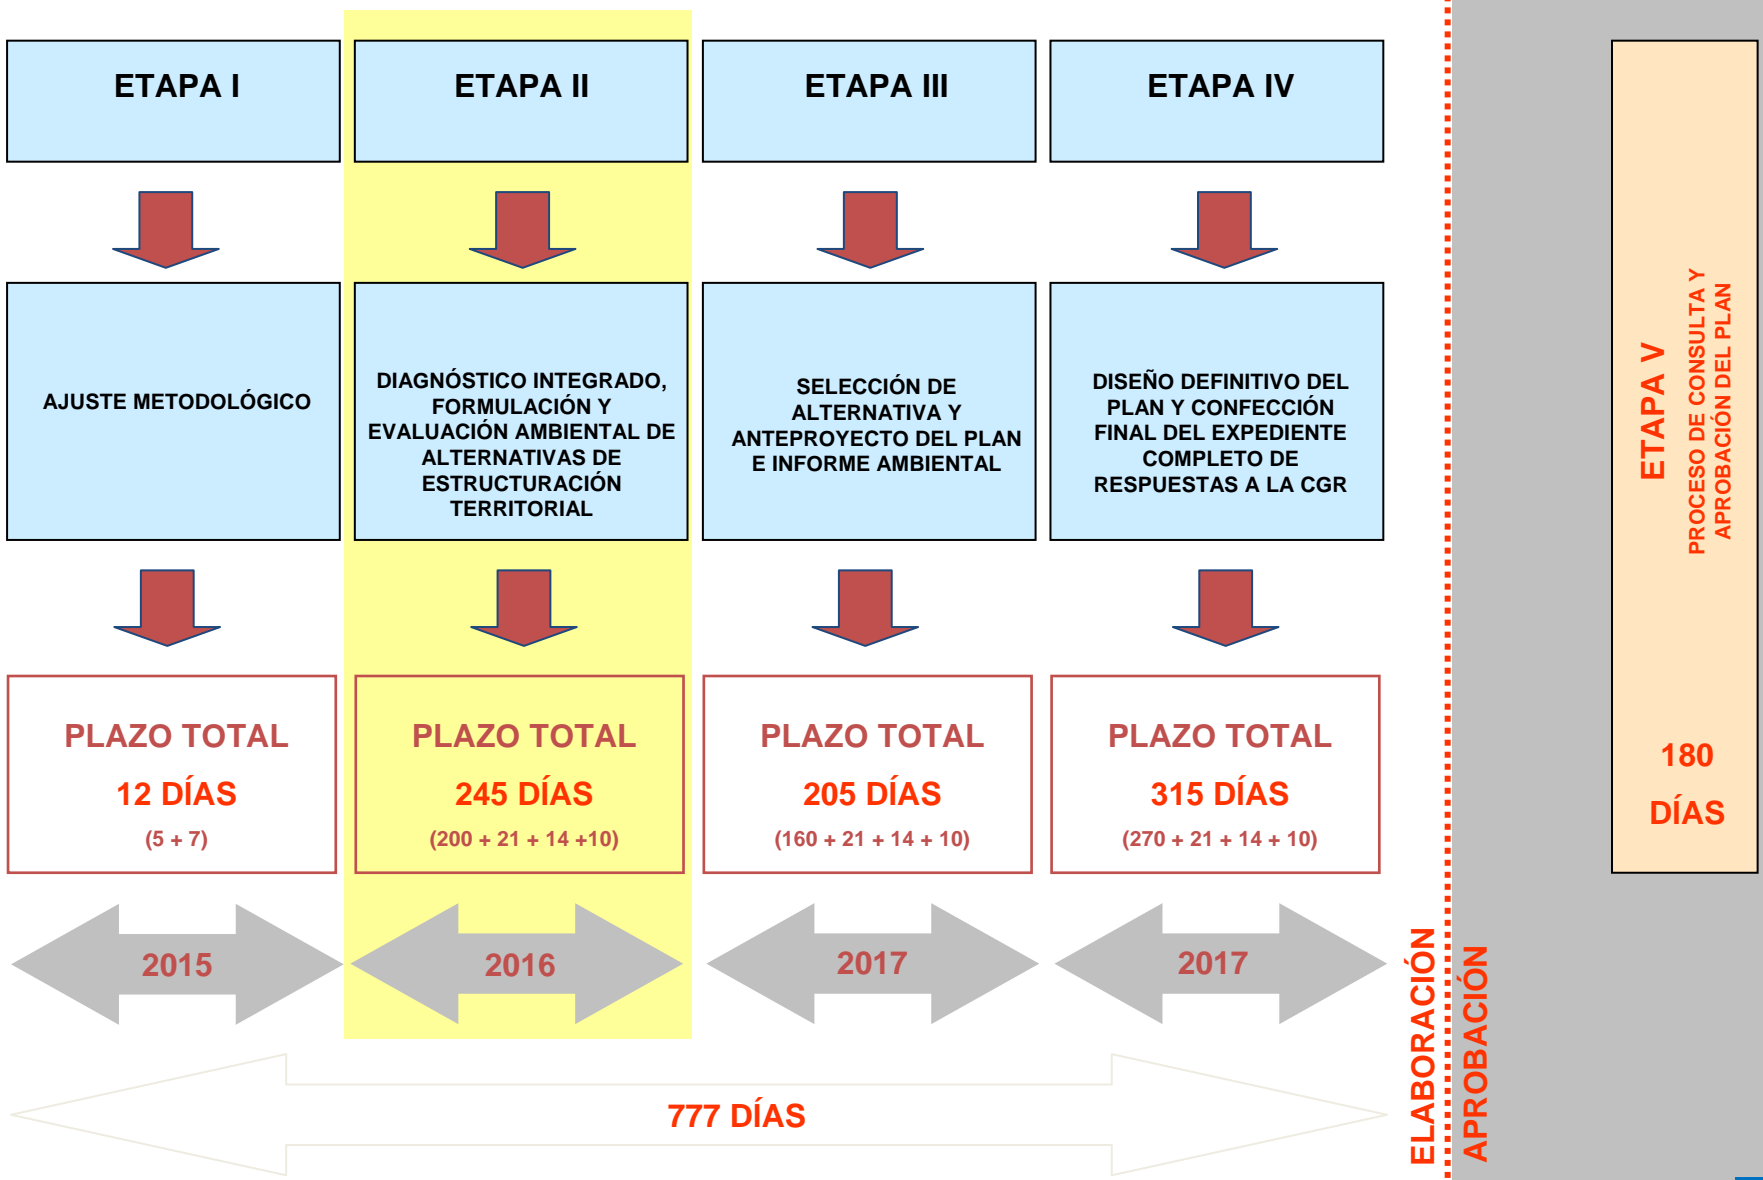 ETAPA I
ETAPA II
ETAPA III
ETAPA IV
AJUSTE METODOLÓGICO
DIAGNÓSTICO INTEGRADO,
FORMULACIÓN Y
EVALUACIÓN AMBIENTAL DE
ALTERNATIVAS DE
ESTRUCTURACIÓN
TERRITORIAL
SELECCIÓN DE
ALTERNATIVA Y
ANTEPROYECTO DEL PLAN
E INFORME AMBIENTAL
DISEÑO DEFINITIVO DEL
PLAN Y CONFECCIÓN
FINAL DEL EXPEDIENTE
COMPLETO DE
RESPUESTAS A LA CGR
PLAZO TOTAL
12 DÍAS
(5 + 7)
PLAZO TOTAL
245 DÍAS
(200 + 21 + 14 +10)
PLAZO TOTAL
205 DÍAS
(160 + 21 + 14 + 10)
PLAZO TOTAL
315 DÍAS
(270 + 21 + 14 + 10)
2015
2016
2017
2017
777 DÍAS
ELABORACIÓN
APROBACIÓN
ETAPA V
PROCESO DE CONSULTA Y
APROBACIÓN DEL PLAN
180
DÍAS